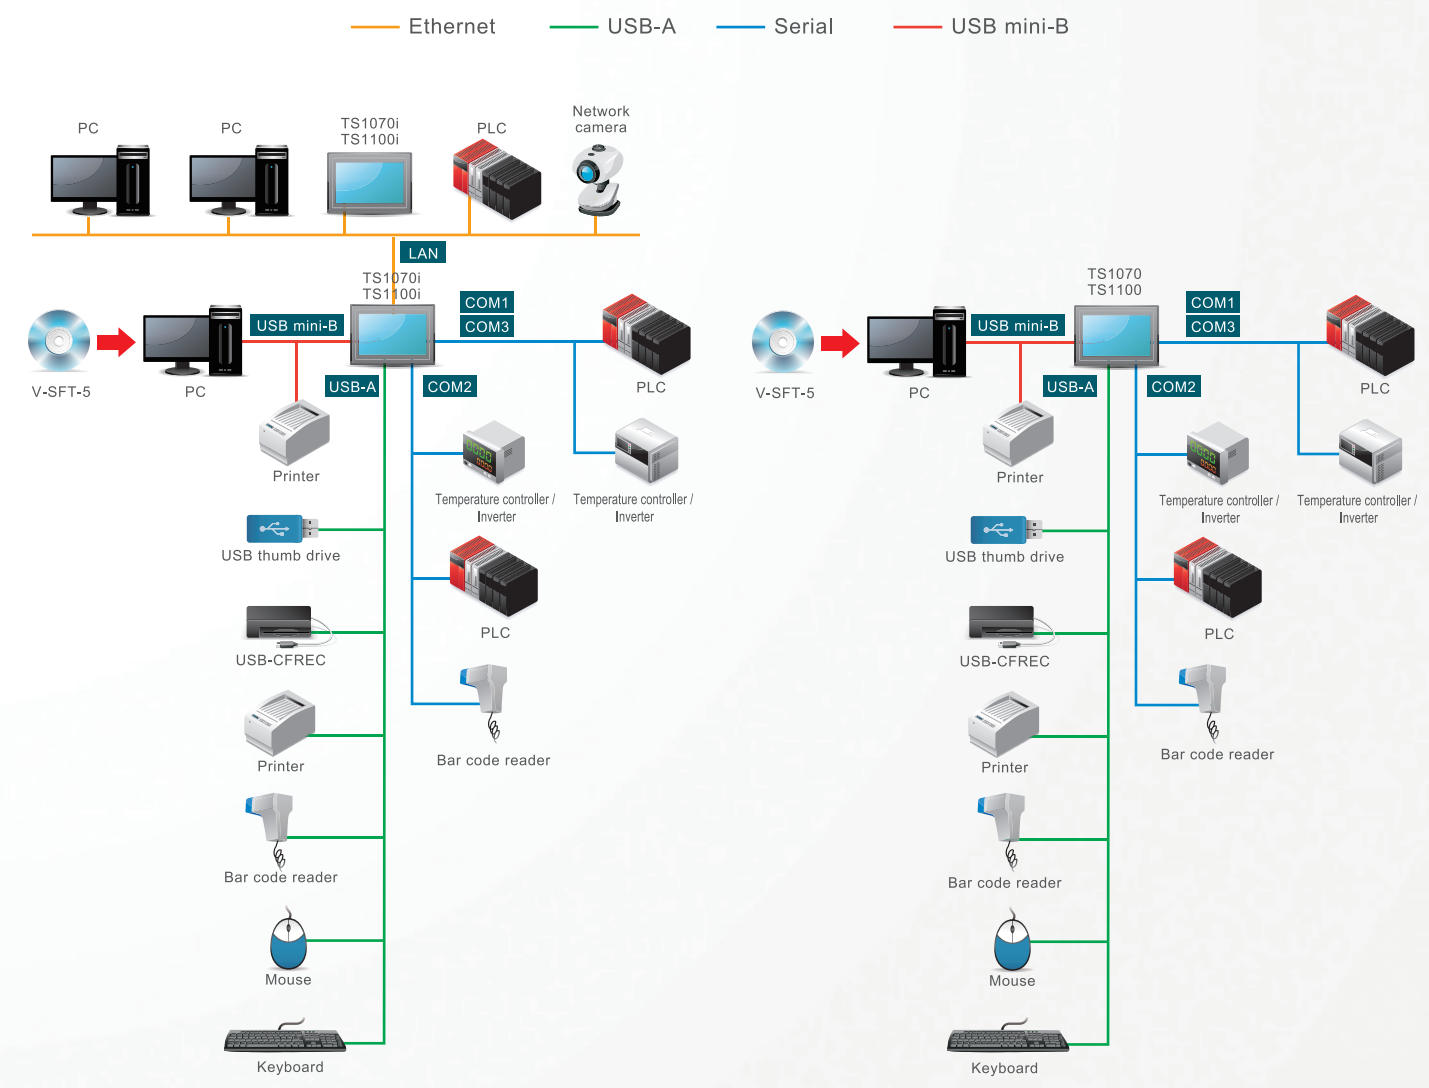 Ethernet
USB-A
Serial
USB mini-B
PC
PC
TS1070i
TS1100i
PLC
Network
camera
LAN
TS1070i
TS1100i
COM1
COM3
USB mini-B
V-SFT-5
PC
USB-A
COM2
PLC
Printer
Temperature controller /
Inverter
Temperature controller /
Inverter
USB thumb drive
PLC
USB-CFREC
Printer
Bar code reader
Bar code reader
Mouse
Keyboard
TS1070
TS1100
COM1
COM3
USB mini-B
V-SFT-5
PC
USB-A
COM2
PLC
Printer
Temperature controller /
Inverter
Temperature controller /
Inverter
USB thumb drive
PLC
USB-CFREC
Printer
Bar code reader
Bar code reader
Mouse
Keyboard